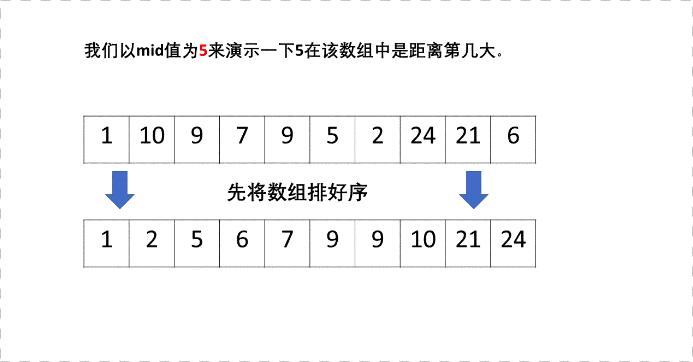 我们以mid值为5来演示一下5在该数组中是距离第几大。
1 10 9 7 9 5 2 24 21 6
先将数组排好序
1 2 5 6 7 9 9 10 21 24